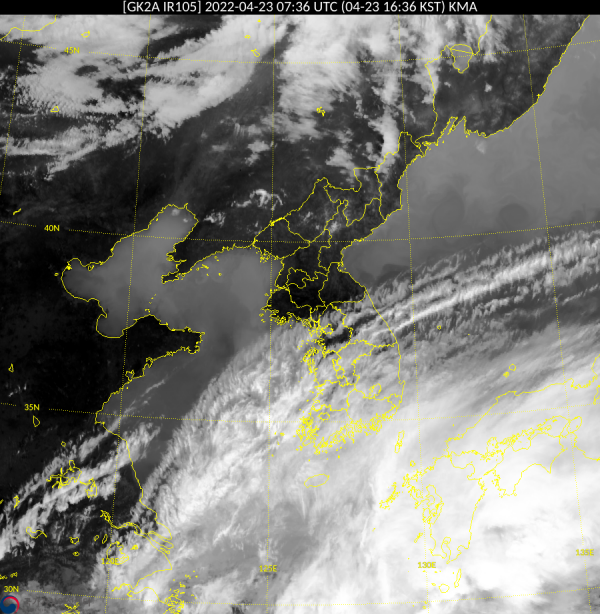 [GK2A IR105] 2022-04-23 07:36 UTC (04-23 16:36 KST) KMA
45N
40N
35N
125E
130E
30N